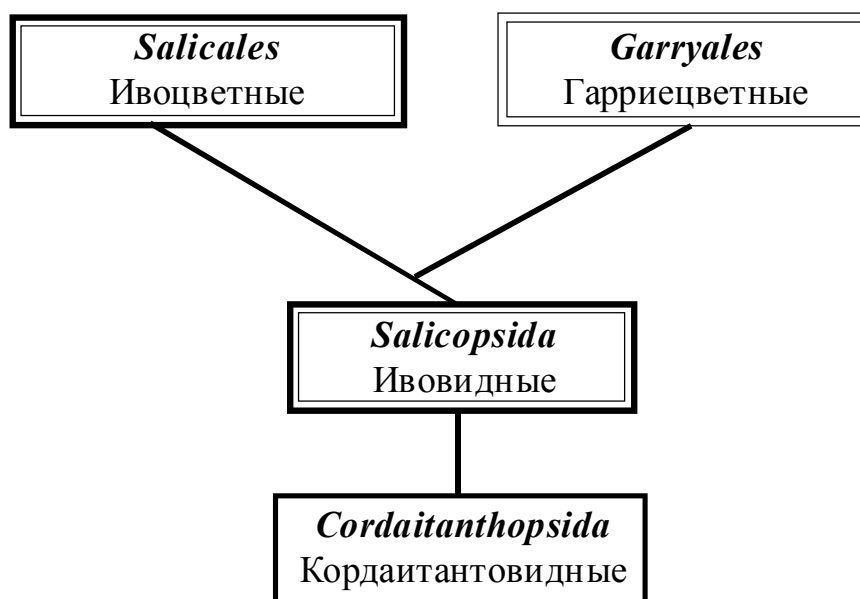 Salicales
Ивоцветные
Garryales
Гарриецветные
Salicopsida
Ивовидные
Cordaitanthopsida
Кордаитантовидные